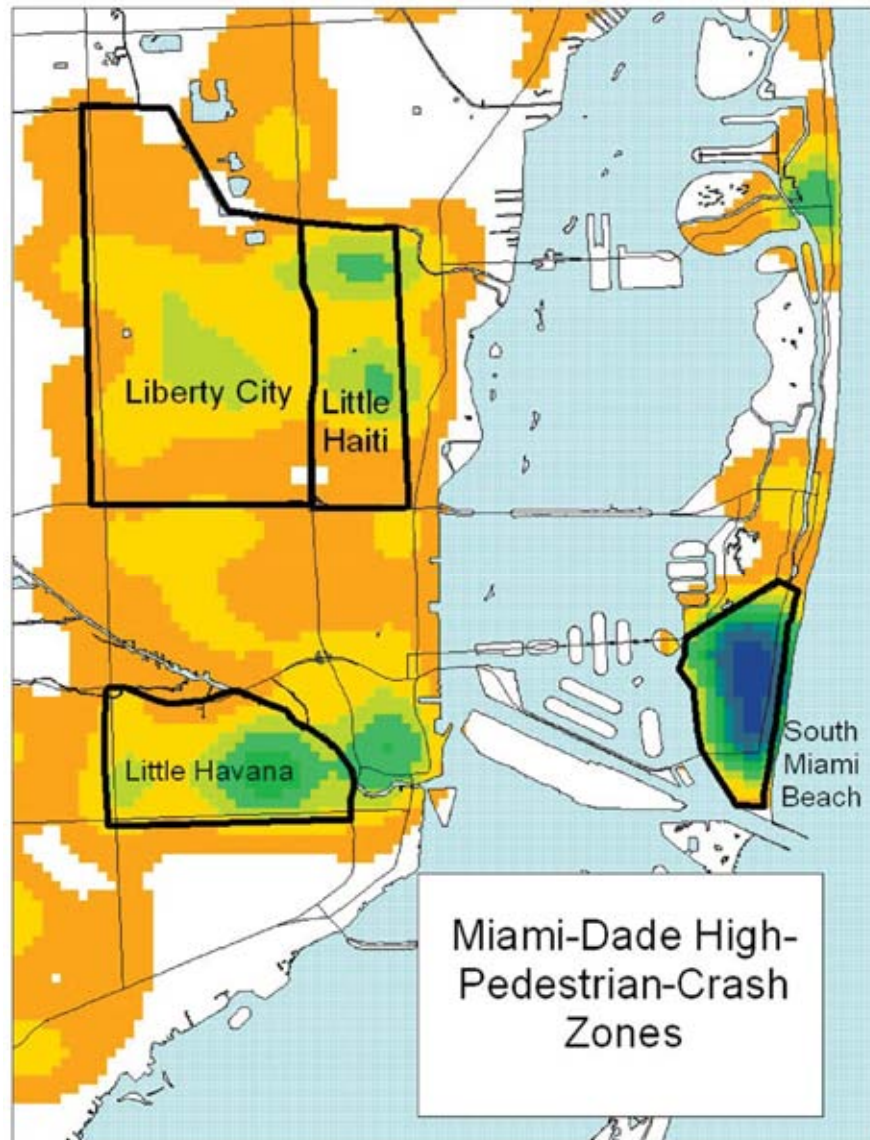 Liberty City
Little
Haiti
Little Havana
South
Miami
Beach
Miami-Dade High-
Pedestrian-Crash
Zones